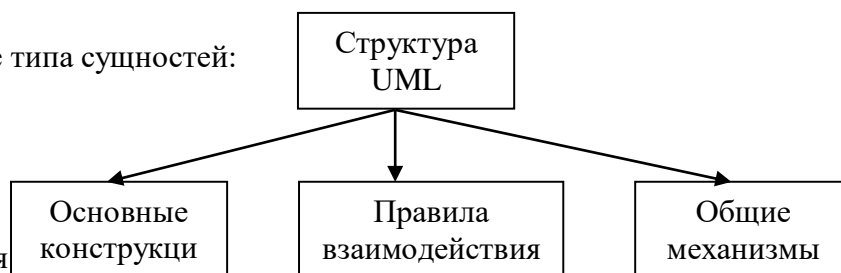 Структура
UML
е типа сущностей:
Основные
конструкци
Правила
взаимодействия
Общие
механизмы
я